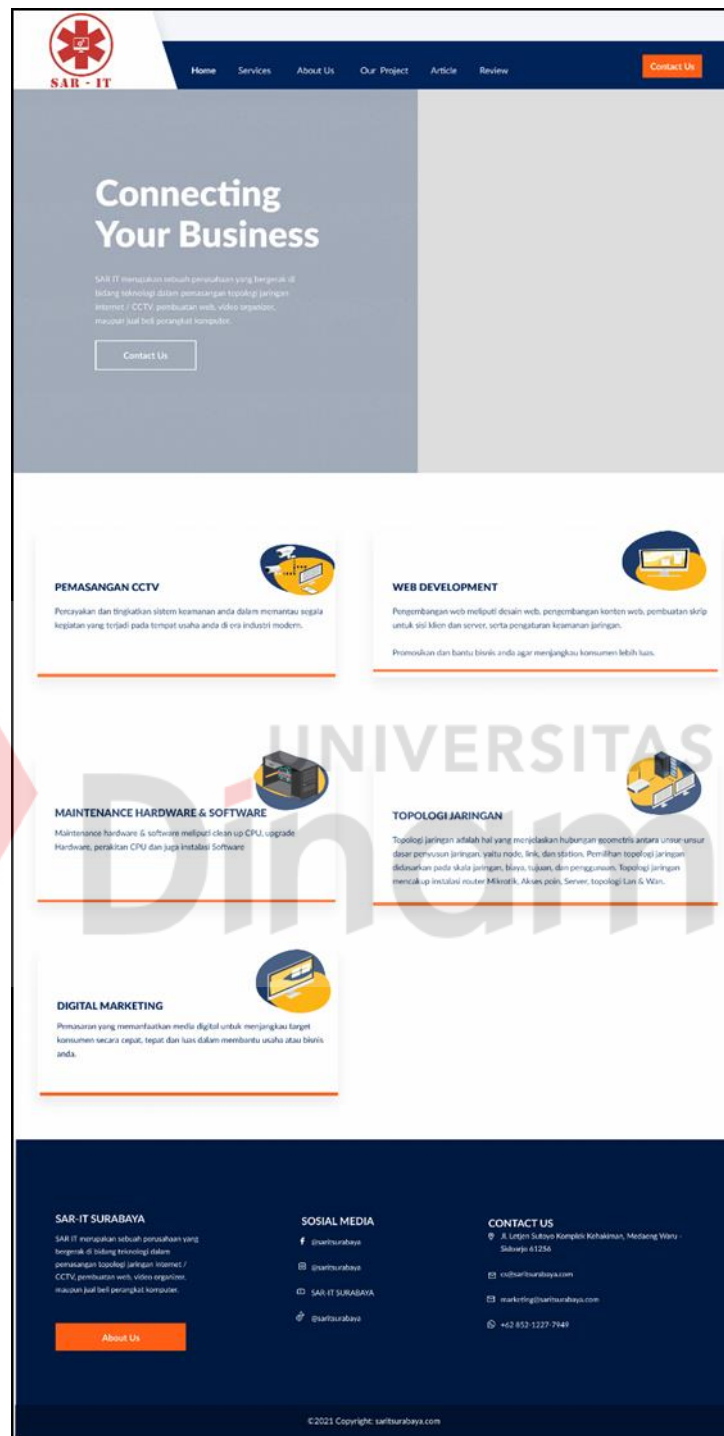 SAR - IT
Home Services About Us Our Project Article Review
Contact Us
Connecting
Your Business
SAR IT merupakan sebuah perusahaan yang bergerak di
bidang teknologi dalam pemasangan topologi jaringan
internet / CCTV, pembuatan web, video organizer,
maupun jual beli perangkat komputer.
Contact Us
PEMASANGAN CCTV
Percayakan dan tingkatkan sistem keamanan anda dalam memantau segala
kegiatan yang terjadi pada tempat usaha anda di era industri modern.
WEB DEVELOPMENT
Pengembangan web meliputi desain web, pengembangan konten web, pembuatan skrip
untuk sisi klien dan server, serta pengaturan keamanan jaringan.
Promosikan dan bantu bisnis anda agar menjangkau konsumen lebih luas.
UNIVERSITAS
Dinam
MAINTENANCE HARDWARE & SOFTWARE
Maintenance hardware & software meliputi clean up CPU, upgrade
Hardware, perakitan CPU dan juga instalasi Software
TOPOLOGI JARINGAN
Topologi jaringan adalah hal yang menjelaskan hubungan geometris antara unsur-unsur
dasar penyusun jaringan, yaitu node, link, dan station. Pemilihan topologi jaringan
didasarkan pada skala jaringan, biaya, tujuan, dan penggunaan. Topologi jaringan
mencakup instalasi router Mikrotik, Akses poin, Server, topologi Lan & Wan.
DIGITAL MARKETING
Pemasaran yang memanfaatkan media digital untuk menjangkau target
konsumen secara cepat, tepat dan luas dalam membantu usaha atau bisnis
anda.
SAR-IT SURABAYA
SAR IT merupakan sebuah perusahaan yang
bergerak di bidang teknologi dalam
pemasangan topologi jaringan internet /
CCTV, pembuatan web, video organizer,
maupun jual beli perangkat komputer.
About Us
SOSIAL MEDIA
@saritsurabaya
@saritsurabaya
SAR-IT SURABAYA
@saritsurabaya
CONTACT US
Jl. Letjen Sutoyo Komplek Kehakiman, Medaeng Waru -
Sidoarjo 61256
cs@saritsurabaya.com
marketing@saritsurabaya.com
+62 852-1227-7949
©2021 Copyright: saritsurabaya.com